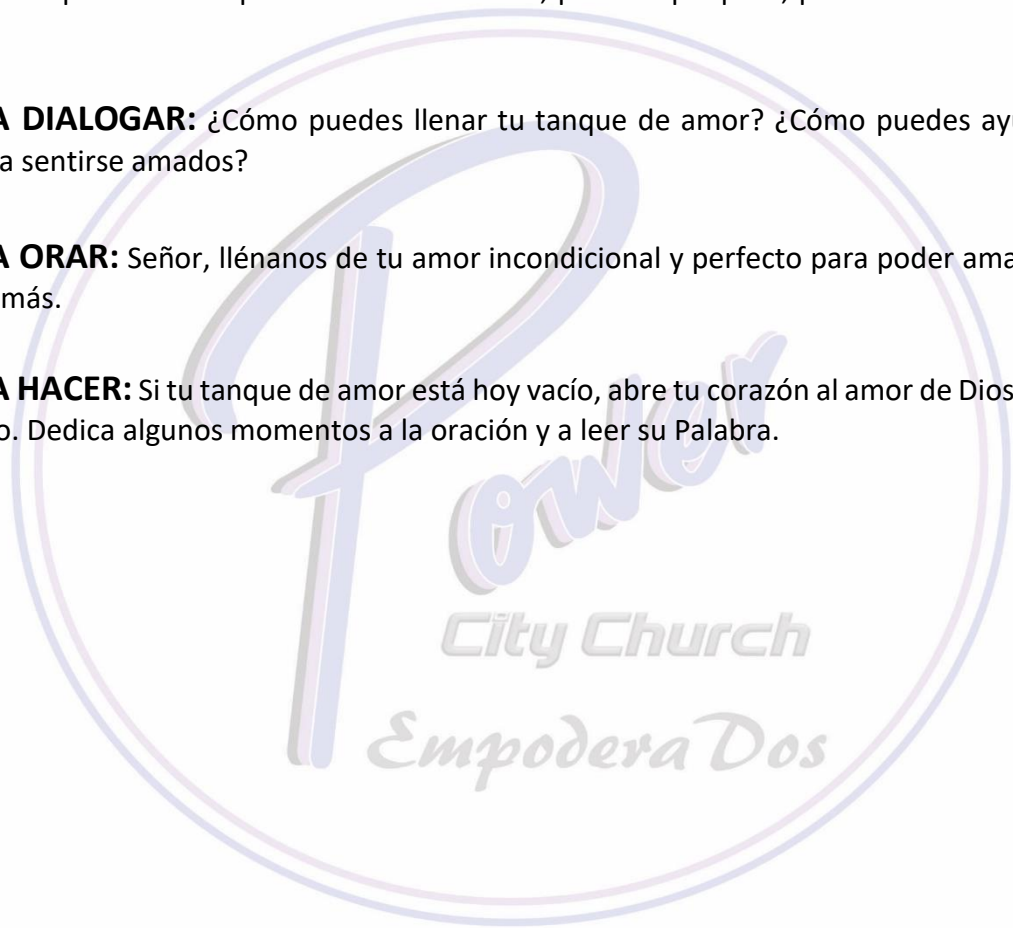 A DIALOGAR: ¿Cómo puedes llenar tu tanque de amor? ¿Cómo puedes ayu
a sentirse amados?
A ORAR: Señor, llénanos de tu amor incondicional y perfecto para poder ama
más.
A HACER: Si tu tanque de amor está hoy vacío, abre tu corazón al amor de Dios
o. Dedica algunos momentos a la oración y a leer su Palabra.
Power
City Church
EmpoderaDos